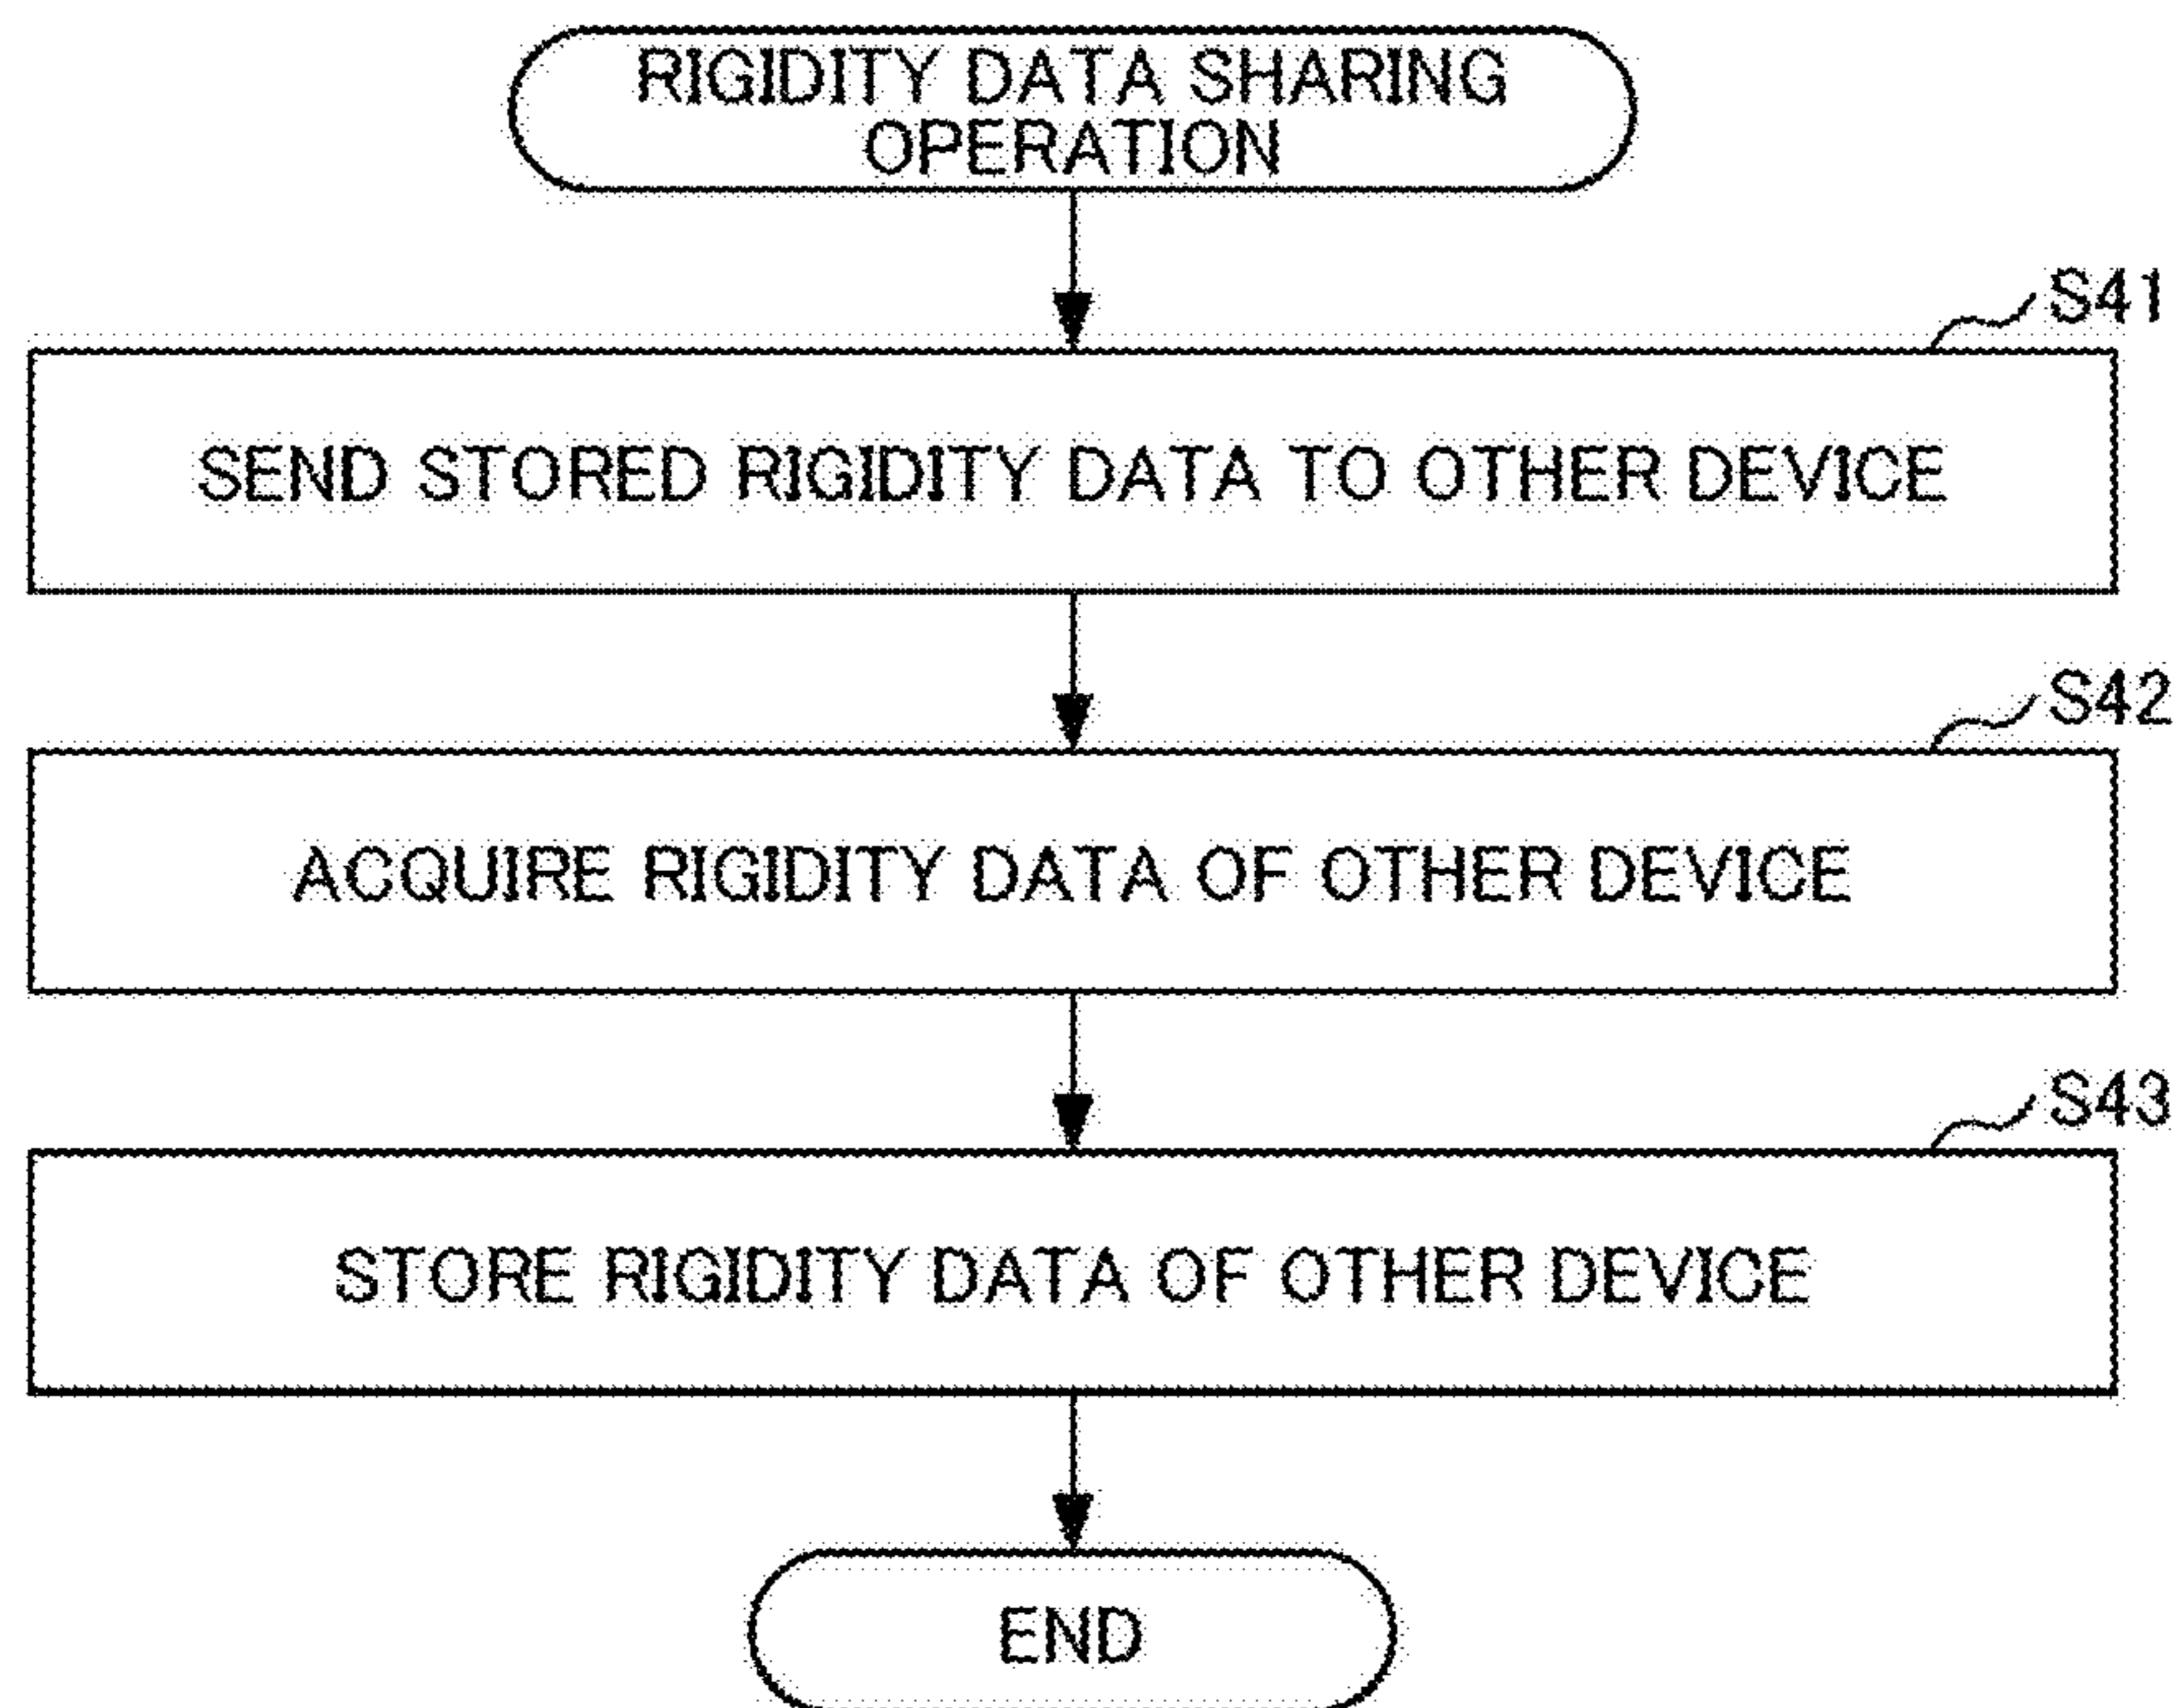 RIGIDITY DATA SHARING
OPERATION
S41
SEND STORED RIGIDITY DATA TO OTHER DEVICE
S42
ACQUIRE RIGIDITY DATA OF OTHER DEVICE
S43
STORE RIGIDITY DATA OF OTHER DEVICE
END